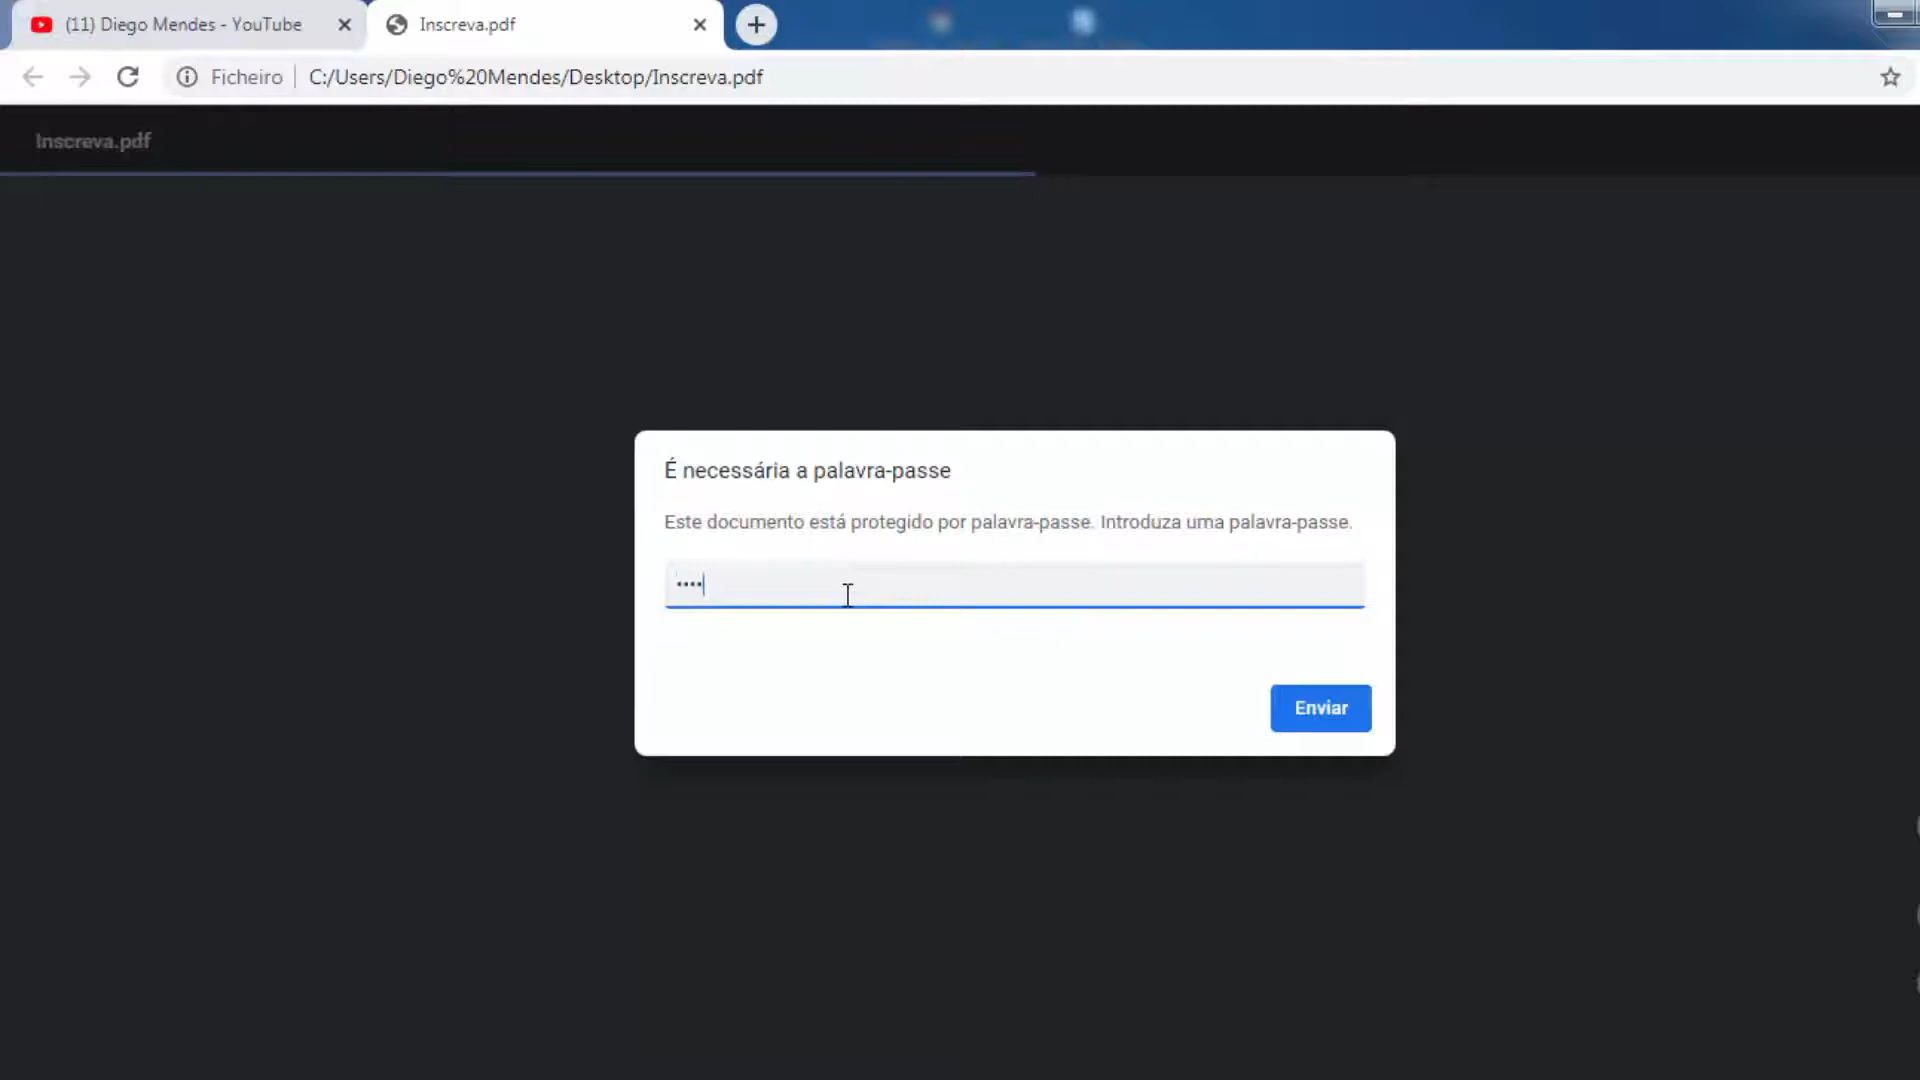 (11) Diego Mendes - YouTube
Inscreva.pdf
Ficheiro
C:/Users/Diego%20Mendes/Desktop/Inscreva.pdf
Inscreva.pdf
É necessária a palavra-passe
Este documento está protegido por palavra-passe. Introduza uma palavra-passe.
••••
Enviar